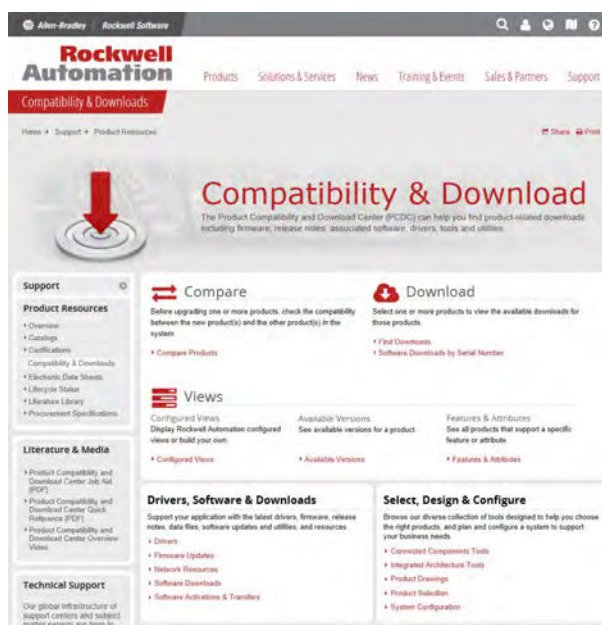 Allen-Bradley Rockwell Software
Rockwell
Automation
Products Solutions & Services News Training & Events Sales & Partners Support
Compatibility & Downloads
Home Support Product Resources
Share Print
Compatibility & Download
The Product Compatibility and Download Center (PCDC) can help you find product-related downloads
including firmware, release notes, associated software, drivers, tools and utilities.
Support
Product Resources
Overview
Catalogs
Certifications
Compatibility & Downloads
Electronic Data Sheets
Lifecycle Status
Literature Library
Procurement Specifications
Literature & Media
Product Compatibility and
Download Center Job Aid
(PDF)
Product Compatibility and
Download Center Quick
Reference (PDF)
Product Compatibility and
Download Center Overview
Video
Technical Support
Our global infrastructure of
support centers and subject
Compare
Before upgrading one or more products, check the compatibility
between the new product(s) and the other product(s) in the
system
Compare Products
Download
Select one or more products to view the available downloads for
those products.
Find Downloads
Software Downloads by Serial Number
Views
Configured Views
Display Rockwell Automation configured
views or build your own.
Configured Views
Available Versions
See available versions for a product.
Available Versions
Features & Attributes
See all products that support a specific
feature or attribute.
Features & Attributes
Drivers, Software & Downloads
Support your application with the latest drivers, firmware, release
notes, data files, software updates and utilities, and resources.
Drivers
Firmware Updates
Network Resources
Software Downloads
Software Activations & Transfers
Select, Design & Configure
Browse our diverse collection of tools designed to help you choose
the right products, and plan and configure a system to support
your business needs.
Connected Components Tools
Integrated Architecture Tools
Product Drawings
Product Selection
System Configuration